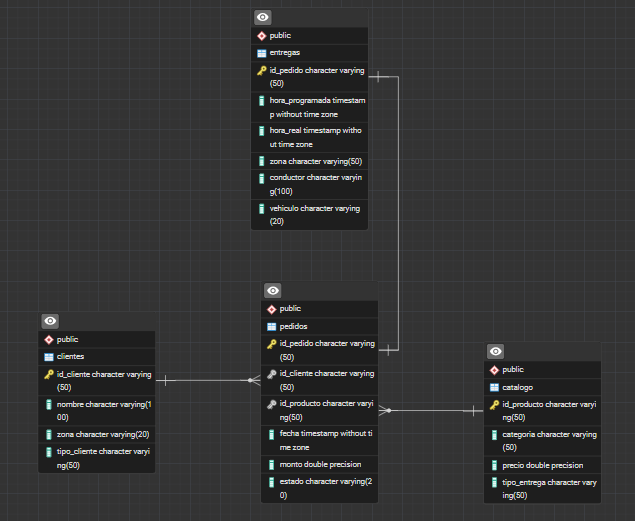 public
entregas
id_pedido character varying
(50)
hora_programada timestam
p without time zone
hora_real timestamp witho
ut time zone
zona character varying(50)
conductor character varyin
g(100)
vehiculo character varying
(20)
public
pedidos
id_pedido character varying
(50)
id_cliente character varying
(50)
id_producto character varyi
ng(50)
fecha timestamp without ti
me zone
monto double precision
estado character varying(2
0)
public
clientes
id_cliente character varying
(50)
nombre character varying(1
00)
zona character varying(20)
tipo_cliente character varyi
ng(50)
public
catalogo
id_producto character varyi
ng(50)
categoria character varying
(50)
precio double precision
tipo_entrega character vary
ing(50)